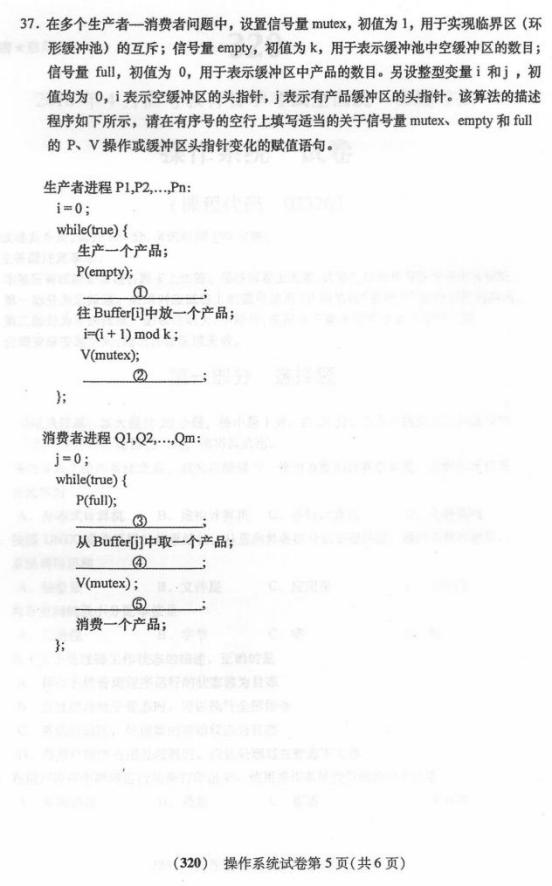 37. 在多个生产者—消费者问题中，设置信号量 mutex，初值为 1，用于实现临界区（环
形缓冲池）的互斥；信号量 empty，初值为 k，用于表示缓冲池中空缓冲区的数目；
信号量 full，初值为 0，用于表示缓冲区中产品的数目。另设整型变量 i 和 j ，初
值均为 0，i 表示空缓冲区的头指针，j 表示有产品缓冲区的头指针。该算法的描述
程序如下所示，请在有序号的空行上填写适当的关于信号量 mutex、empty 和 full
的 P、V 操作或缓冲区头指针变化的赋值语句。
生产者进程 P1,P2,…,Pn：
i = 0；
while(true) {
生产一个产品；
P(empty);
①；
往 Buffer[i]中放一个产品；
i=(i + 1) mod k；
V(mutex);
②；
}；
消费者进程 Q1,Q2,…,Qm：
j = 0；
while(true) {
P(full);
③；
从 Buffer[j]中取一个产品；
④；
V(mutex)；
⑤；
消费一个产品；
}；
(320) 操作系统试卷第 5 页(共 6 页)